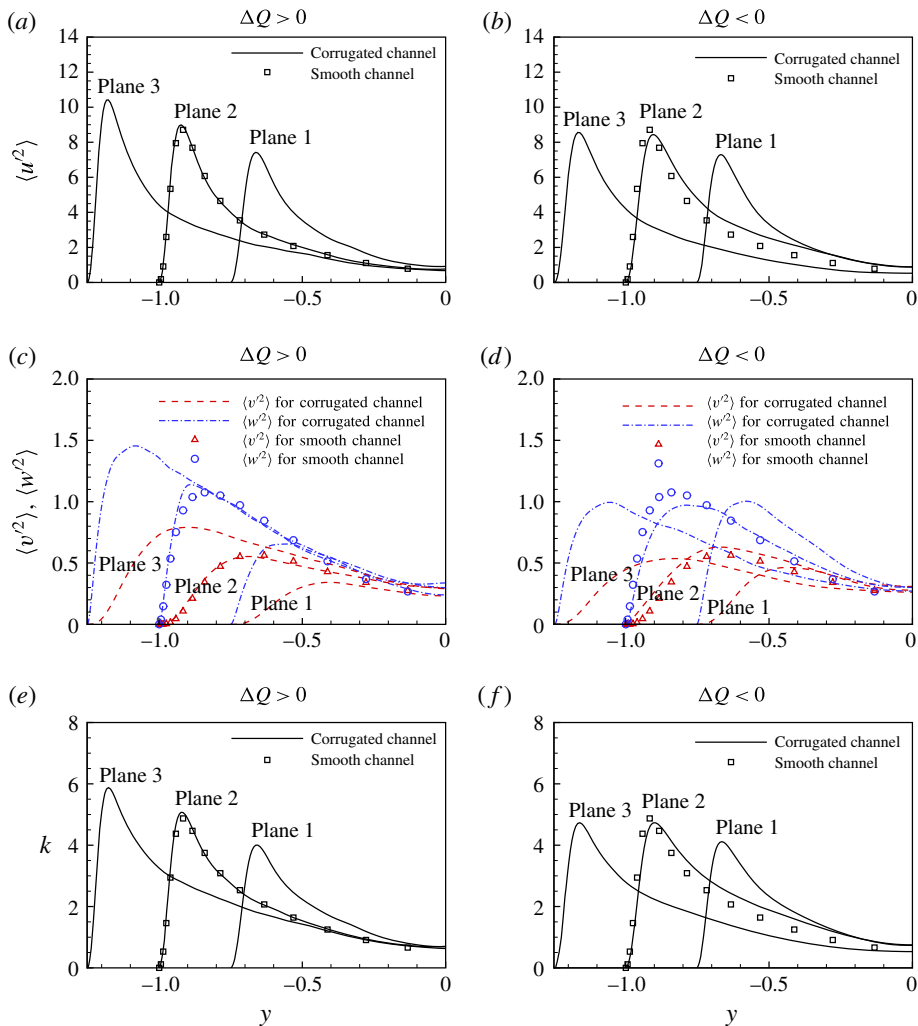 (a) ΔQ > 0
14
12
10
8
6
4
2
0
⟨u′²⟩
Corrugated channel
Smooth channel
Plane 3
Plane 2
Plane 1
−1.0 −0.5 0
(b) ΔQ < 0
14
12
10
8
6
4
2
0
Corrugated channel
Smooth channel
Plane 3
Plane 2
Plane 1
−1.0 −0.5 0
(c) ΔQ > 0
2.0
1.5
1.0
0.5
0
⟨v′²⟩, ⟨w′²⟩
⟨v′²⟩ for corrugated channel
⟨w′²⟩ for corrugated channel
⟨v′²⟩ for smooth channel
⟨w′²⟩ for smooth channel
Plane 3
Plane 2
Plane 1
−1.0 −0.5 0
(d) ΔQ < 0
2.0
1.5
1.0
0.5
0
⟨v′²⟩ for corrugated channel
⟨w′²⟩ for corrugated channel
⟨v′²⟩ for smooth channel
⟨w′²⟩ for smooth channel
Plane 3
Plane 2
Plane 1
−1.0 −0.5 0
(e) ΔQ > 0
8
6
4
2
0
k
Corrugated channel
Smooth channel
Plane 3
Plane 2
Plane 1
−1.0 −0.5 0
y
(f) ΔQ < 0
8
6
4
2
0
Corrugated channel
Smooth channel
Plane 3
Plane 2
Plane 1
−1.0 −0.5 0
y